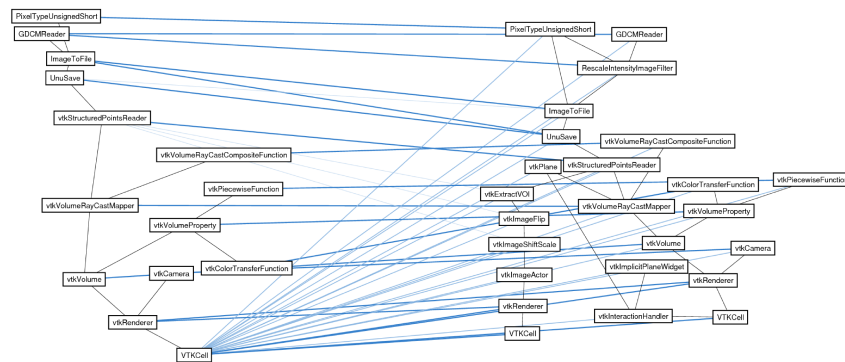 PixelTypeUnsignedShort
GDCMReader
ImageToFile
UnuSave
vtkStructuredPointsReader
vtkVolumeRayCastCompositeFunction
vtkPiecewiseFunction
vtkVolumeRayCastMapper
vtkVolumeProperty
vtkColorTransferFunction
vtkVolume
vtkCamera
vtkRenderer
VTKCell
PixelTypeUnsignedShort
GDCMReader
RescaleIntensityImageFilter
ImageToFile
UnuSave
vtkVolumeRayCastCompositeFunction
vtkPlane
vtkStructuredPointsReader
vtkColorTransferFunction
vtkPiecewiseFunction
vtkExtractVOI
vtkVolumeRayCastMapper
vtkVolumeProperty
vtkImageFlip
vtkImageShiftScale
vtkVolume
vtkCamera
vtkImageActor
vtkImplicitPlaneWidget
vtkRenderer
vtkRenderer
vtkInteractionHandler
VTKCell
VTKCell